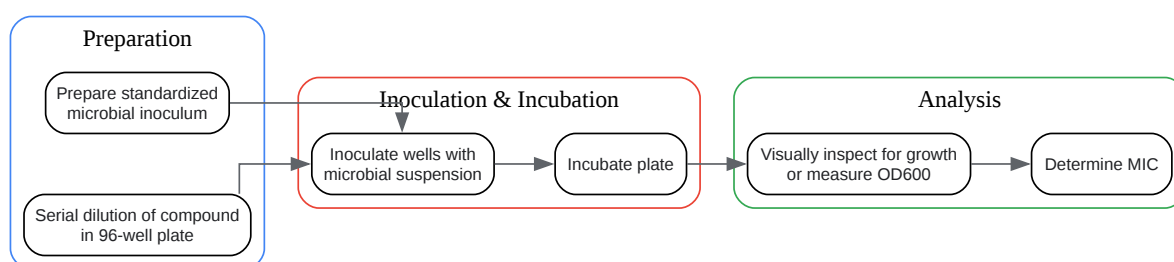 Preparation
Prepare standardized
microbial inoculum
Serial dilution of compound
in 96-well plate
Inoculation & Incubation
Inoculate wells with
microbial suspension
Incubate plate
Analysis
Visually inspect for growth
or measure OD600
Determine MIC